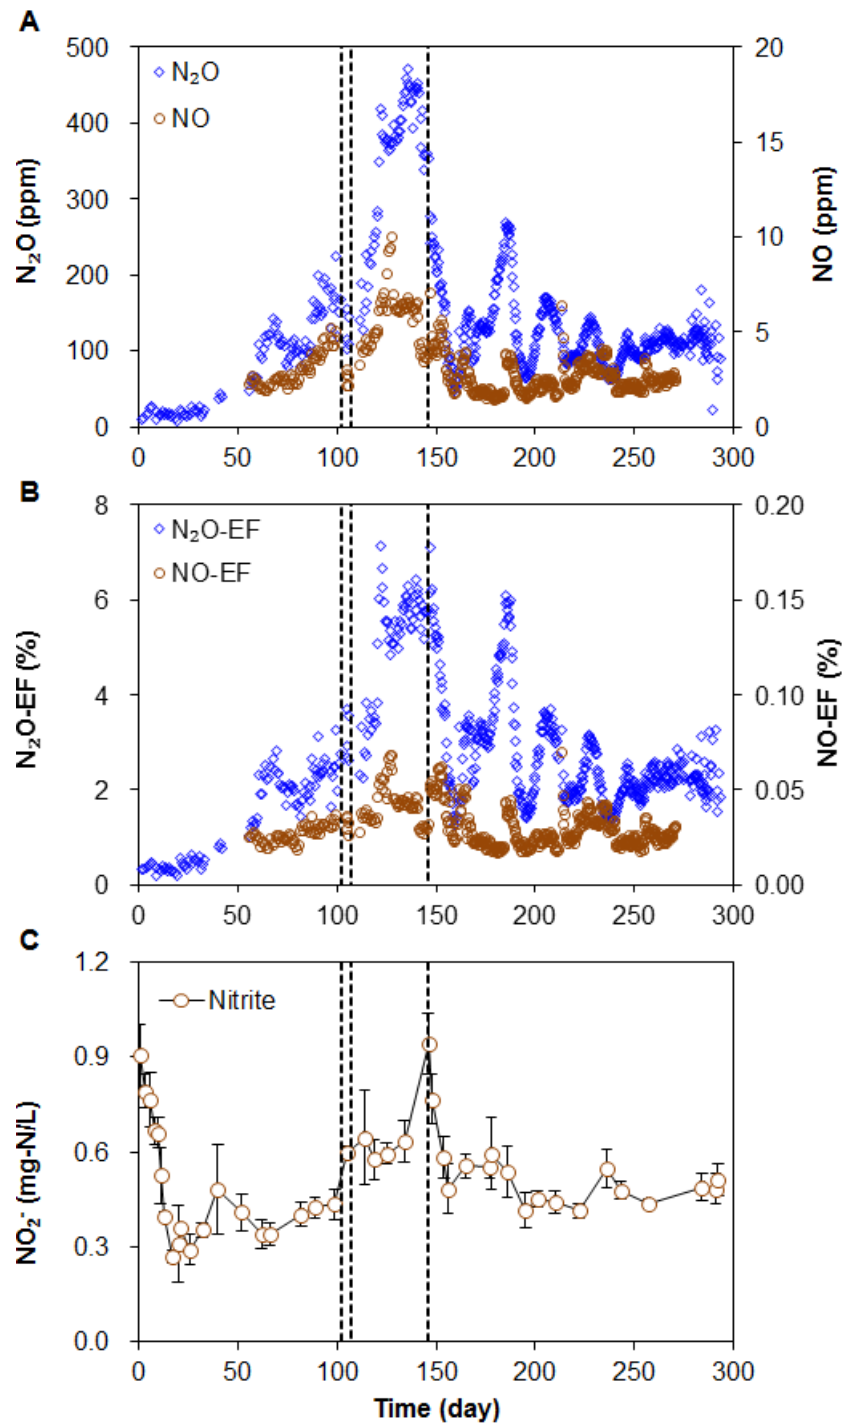 A
500
400
300
200
100
0
N₂O (ppm)
N₂O
NO
20
15
10
5
0
NO (ppm)
0 50 100 150 200 250 300
B
8
6
4
2
0
N₂O-EF (%)
N₂O-EF
NO-EF
0.20
0.15
0.10
0.05
0.00
NO-EF (%)
0 50 100 150 200 250 300
C
1.2
0.9
0.6
0.3
0.0
NO₂⁻ (mg-N/L)
Nitrite
0 50 100 150 200 250 300
Time (day)